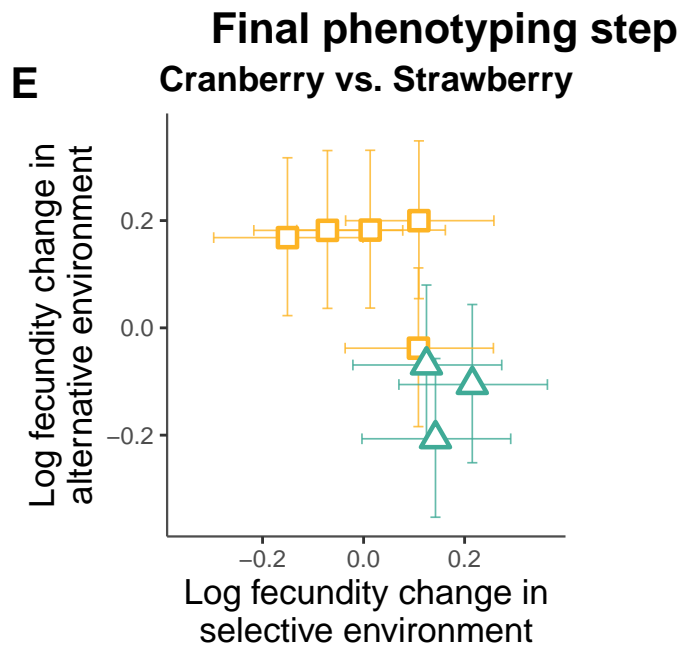 Final phenotyping step
E
Cranberry vs. Strawberry
Log fecundity change in
alternative environment
0.2
0.0
−0.2
−0.2
0.0
0.2
Log fecundity change in
selective environment